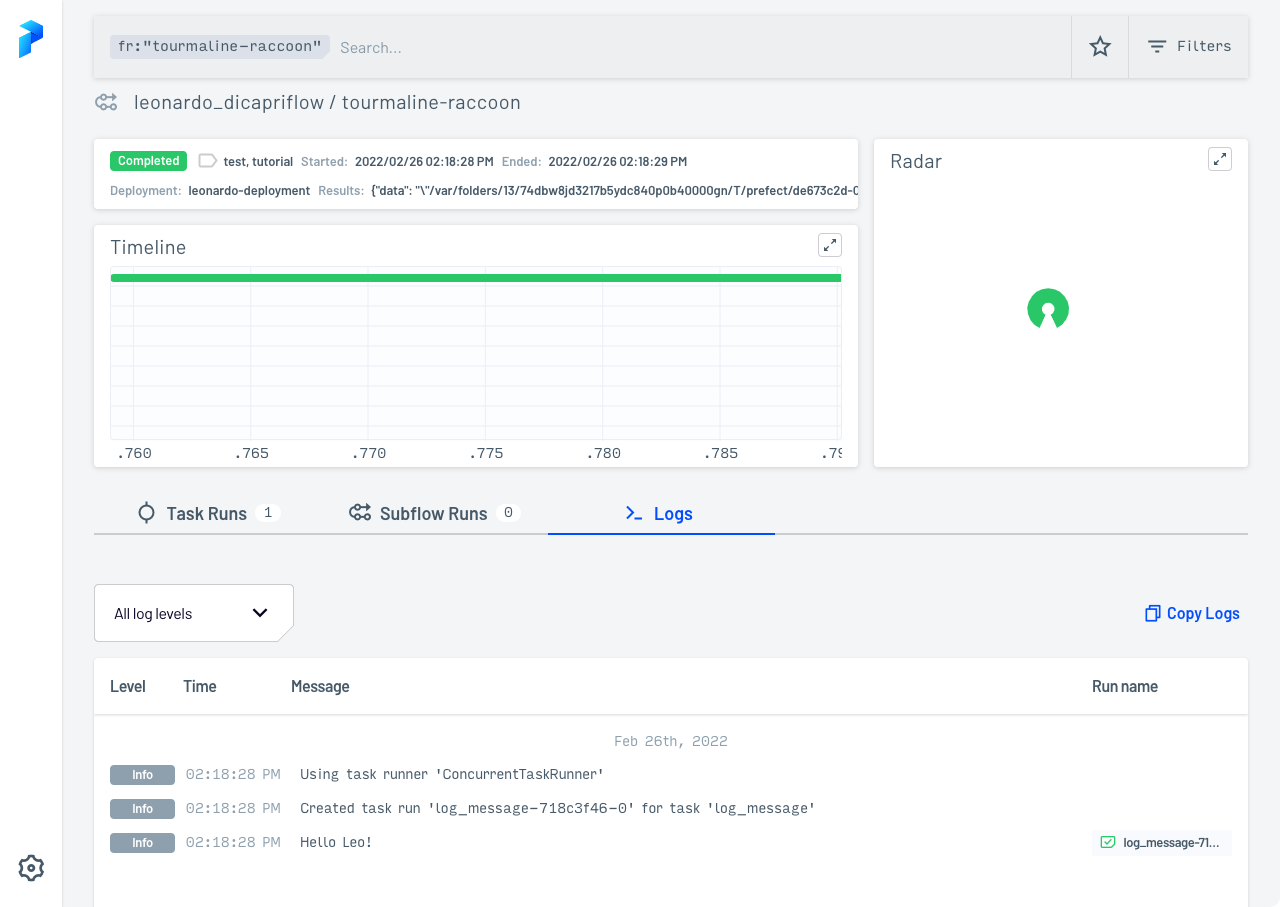 fr:"tourmaline-raccoon" Search...
Filters
leonardo_dicapriflow / tourmaline-raccoon
Completed test, tutorial Started: 2022/02/26 02:18:28 PM Ended: 2022/02/26 02:18:29 PM
Deployment: leonardo-deployment Results: {"data": "\"/var/folders/13/74dbw8jd3217b5ydc840p0b40000gn/T/prefect/de673c2d-0
Radar
Timeline
.760 .765 .770 .775 .780 .785 .79
Task Runs 1 Subflow Runs 0 Logs
All log levels
Copy Logs
Level Time Message Run name
Feb 26th, 2022
Info 02:18:28 PM Using task runner 'ConcurrentTaskRunner'
Info 02:18:28 PM Created task run 'log_message-718c3f46-0' for task 'log_message'
Info 02:18:28 PM Hello Leo! log_message-71...